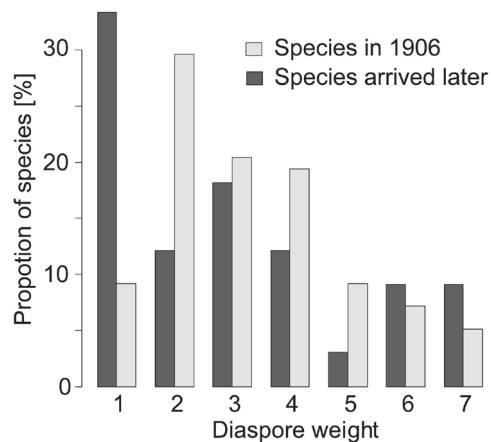 30
Species in 1906
Species arrived later
20
10
0
Propotion of species [%]
1 2 3 4 5 6 7
Diaspore weight